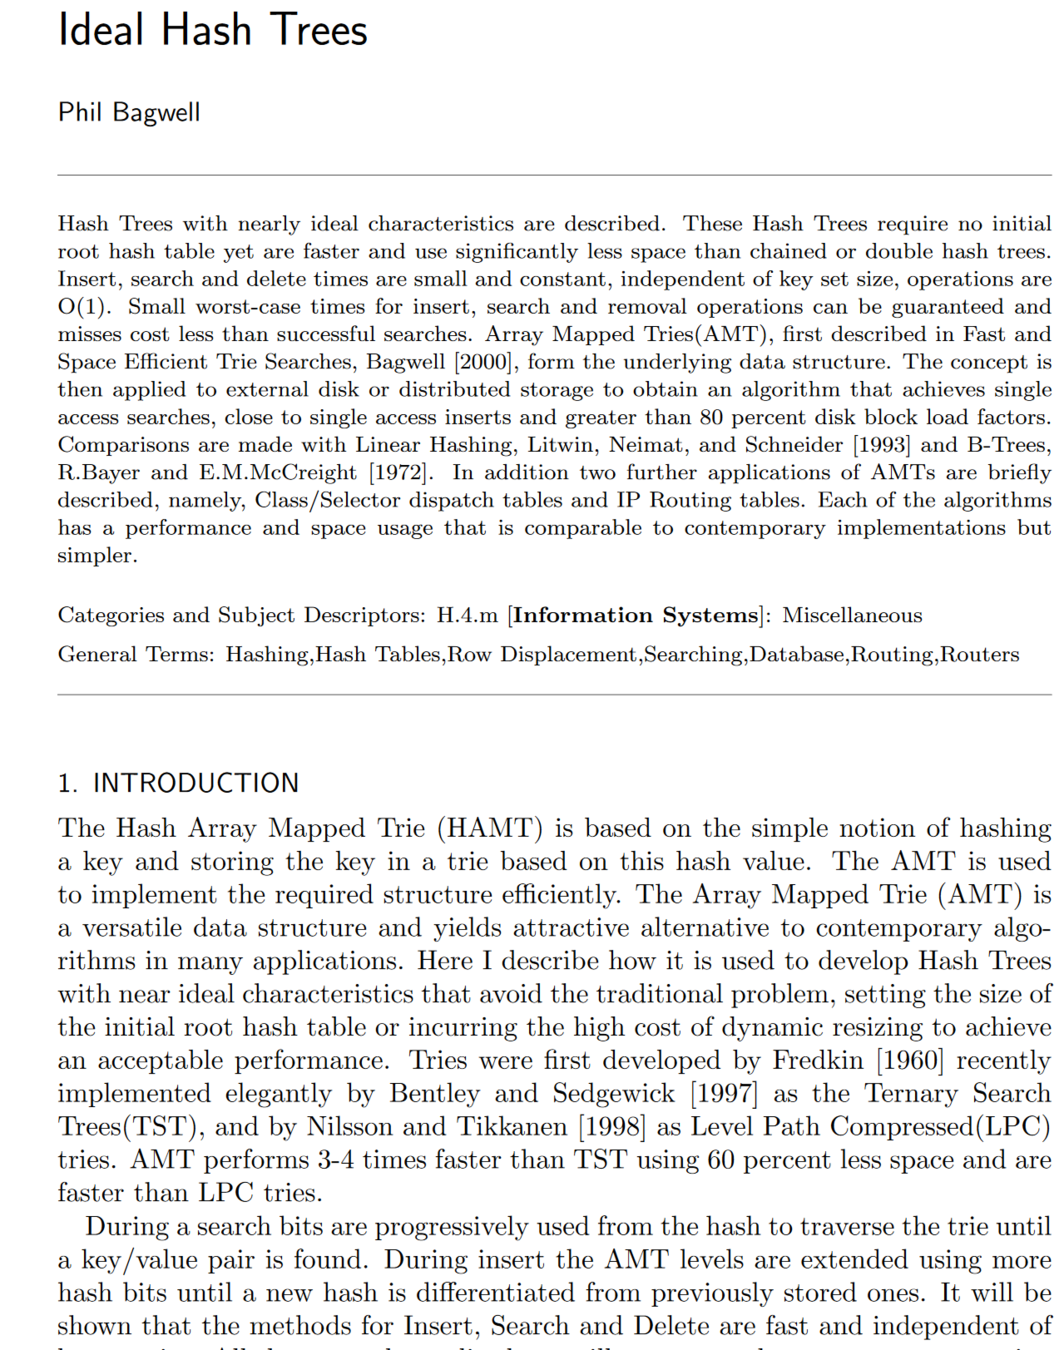 Ideal Hash Trees
Phil Bagwell
Hash Trees with nearly ideal characteristics are described. These Hash Trees require no initial
root hash table yet are faster and use significantly less space than chained or double hash trees.
Insert, search and delete times are small and constant, independent of key set size, operations are
O(1). Small worst-case times for insert, search and removal operations can be guaranteed and
misses cost less than successful searches. Array Mapped Tries(AMT), first described in Fast and
Space Efficient Trie Searches, Bagwell [2000], form the underlying data structure. The concept is
then applied to external disk or distributed storage to obtain an algorithm that achieves single
access searches, close to single access inserts and greater than 80 percent disk block load factors.
Comparisons are made with Linear Hashing, Litwin, Neimat, and Schneider [1993] and B-Trees,
R.Bayer and E.M.McCreight [1972]. In addition two further applications of AMTs are briefly
described, namely, Class/Selector dispatch tables and IP Routing tables. Each of the algorithms
has a performance and space usage that is comparable to contemporary implementations but
simpler.
Categories and Subject Descriptors: H.4.m [Information Systems]: Miscellaneous
General Terms: Hashing,Hash Tables,Row Displacement,Searching,Database,Routing,Routers
1. INTRODUCTION
The Hash Array Mapped Trie (HAMT) is based on the simple notion of hashing
a key and storing the key in a trie based on this hash value. The AMT is used
to implement the required structure efficiently. The Array Mapped Trie (AMT) is
a versatile data structure and yields attractive alternative to contemporary algo-
rithms in many applications. Here I describe how it is used to develop Hash Trees
with near ideal characteristics that avoid the traditional problem, setting the size of
the initial root hash table or incurring the high cost of dynamic resizing to achieve
an acceptable performance. Tries were first developed by Fredkin [1960] recently
implemented elegantly by Bentley and Sedgewick [1997] as the Ternary Search
Trees(TST), and by Nilsson and Tikkanen [1998] as Level Path Compressed(LPC)
tries. AMT performs 3-4 times faster than TST using 60 percent less space and are
faster than LPC tries.
During a search bits are progressively used from the hash to traverse the trie until
a key/value pair is found. During insert the AMT levels are extended using more
hash bits until a new hash is differentiated from previously stored ones. It will be
shown that the methods for Insert, Search and Delete are fast and independent of